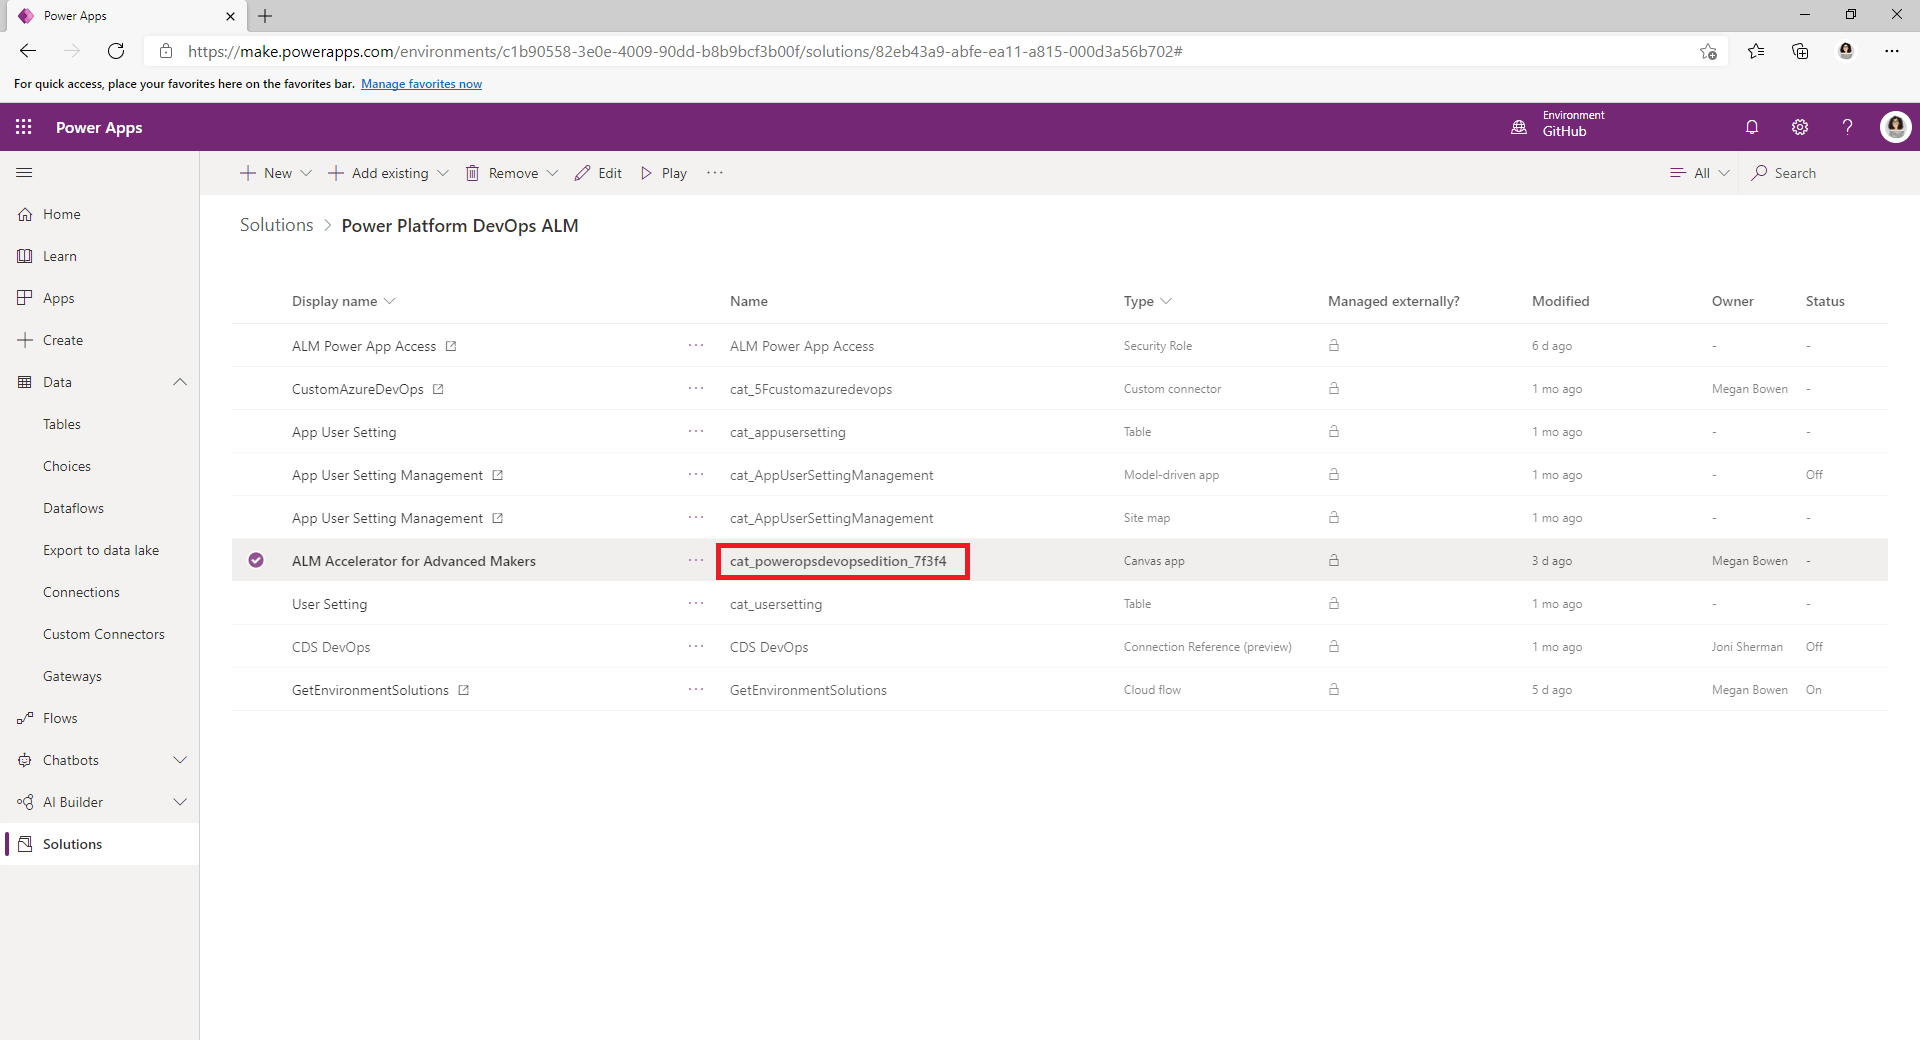 Power Apps
https://make.powerapps.com/environments/c1b90558-3e0e-4009-90dd-b8b9bcf3b00f/solutions/82eb43a9-abfe-ea11-a815-000d3a56b702#
For quick access, place your favorites here on the favorites bar. Manage favorites now
Power Apps
Environment
GitHub
New
Add existing
Remove
Edit
Play
All
Search
Home
Learn
Apps
Create
Data
Tables
Choices
Dataflows
Export to data lake
Connections
Custom Connectors
Gateways
Flows
Chatbots
AI Builder
Solutions
Solutions > Power Platform DevOps ALM
Display name Name Type Managed externally? Modified Owner Status
ALM Power App Access ALM Power App Access Security Role 6 d ago - -
CustomAzureDevOps cat_5Fcustomazuredevops Custom connector 1 mo ago Megan Bowen -
App User Setting cat_appusersetting Table 1 mo ago - -
App User Setting Management cat_AppUserSettingManagement Model-driven app 1 mo ago - Off
App User Setting Management cat_AppUserSettingManagement Site map 1 mo ago - -
ALM Accelerator for Advanced Makers cat_poweropsdevopsedition_7f3f4 Canvas app 3 d ago Megan Bowen -
User Setting cat_usersetting Table 1 mo ago - -
CDS DevOps CDS DevOps Connection Reference (preview) 1 mo ago Joni Sherman Off
GetEnvironmentSolutions GetEnvironmentSolutions Cloud flow 5 d ago Megan Bowen On